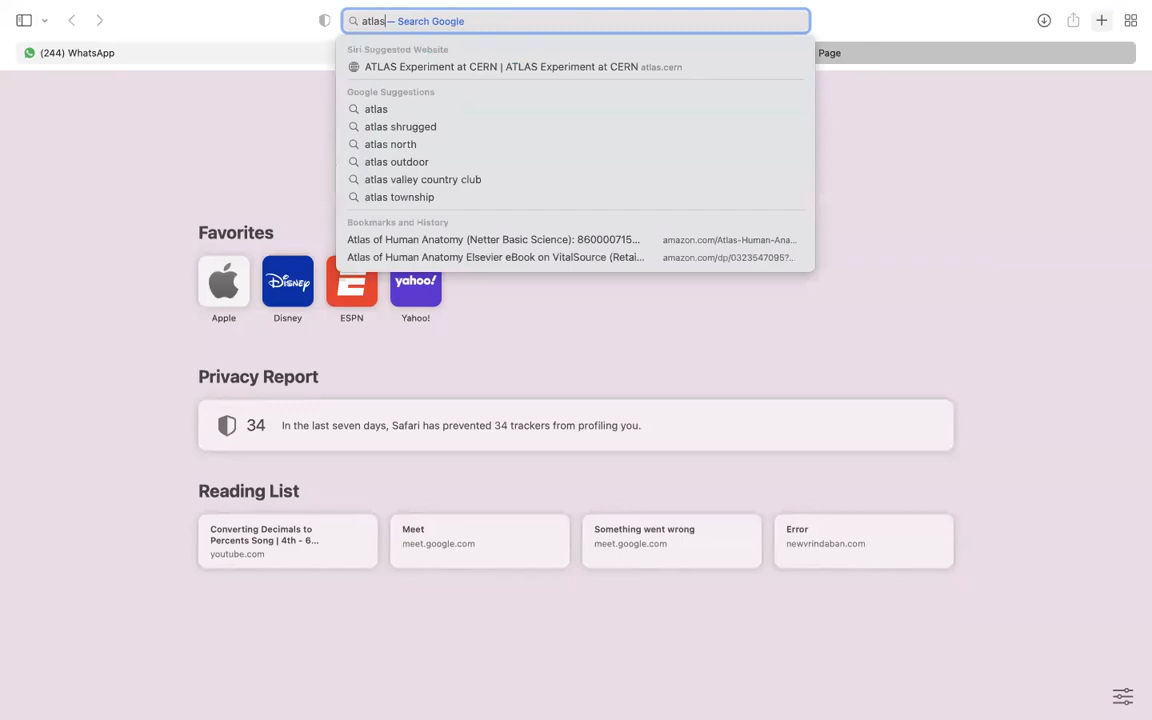 atlas — Search Google
(244) WhatsApp
Page
Siri Suggested Website
ATLAS Experiment at CERN | ATLAS Experiment at CERN atlas.cern
Google Suggestions
atlas
atlas shrugged
atlas north
atlas outdoor
atlas valley country club
atlas township
Bookmarks and History
Atlas of Human Anatomy (Netter Basic Science): 860000715... amazon.com/Atlas-Human-Ana...
Atlas of Human Anatomy Elsevier eBook on VitalSource (Retai... amazon.com/dp/0323547095?...
Favorites
Disney
E
yahoo!
Apple
Disney
ESPN
Yahoo!
Privacy Report
34 In the last seven days, Safari has prevented 34 trackers from profiling you.
Reading List
Converting Decimals to
Percents Song | 4th - 6...
youtube.com
Meet
meet.google.com
Something went wrong
meet.google.com
Error
newvrindaban.com